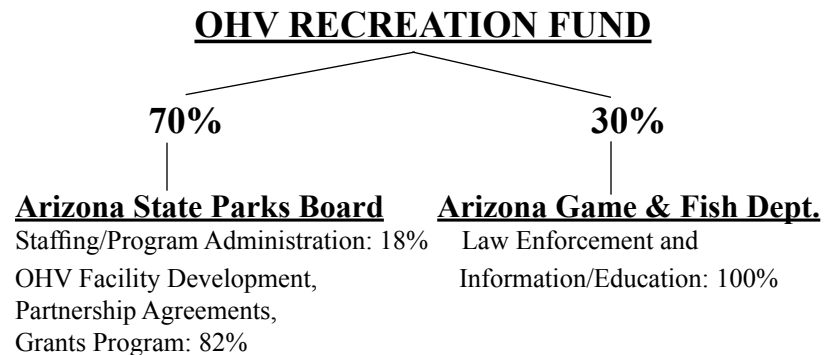 OHV RECREATION FUND
70%
30%
Arizona State Parks Board
Staffing/Program Administration: 18%
OHV Facility Development,
Partnership Agreements,
Grants Program: 82%
Arizona Game & Fish Dept.
Law Enforcement and
Information/Education: 100%